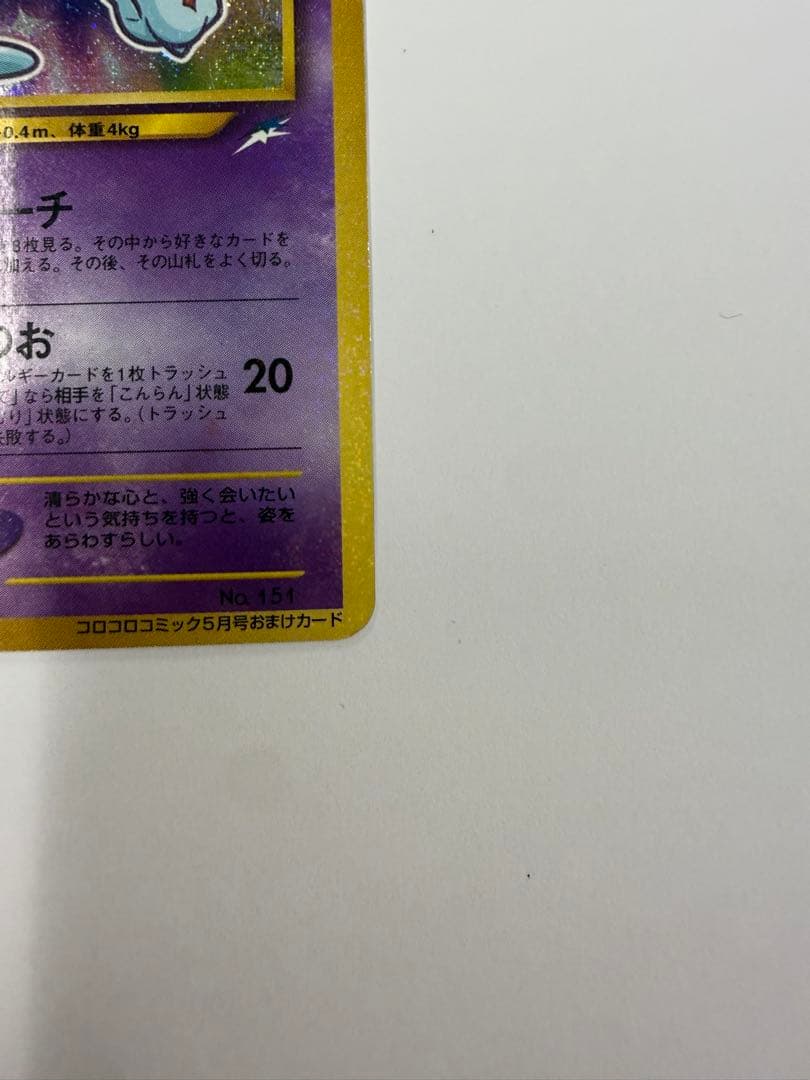 0.4m、体重4kg
ーチ
3枚見る。その中から好きなカードを
加える。その後、その山札をよく切る。
つお
ルギーカードを1枚トラッシュ
」なら相手を「こんらん」状態
り」状態にする。(トラッシュ
失敗する。)
20
清らかな心と、強く会いたい
という気持ちを持つと、姿を
あらわすらしい。
No. 151
コロコロコミック5月号おまけカード